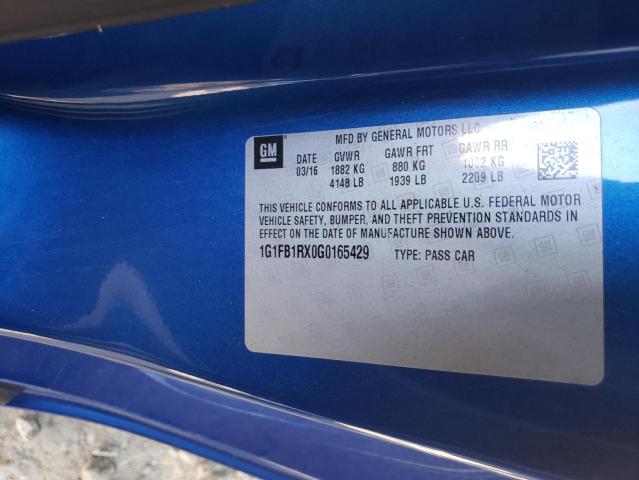 GM
MFD BY GENERAL MOTORS LLC
DATE GVWR GAWR FRT GAWR RR
03/16 1882 KG 880 KG 1002 KG
4148 LB 1939 LB 2209 LB
THIS VEHICLE CONFORMS TO ALL APPLICABLE U.S. FEDERAL MOTOR
VEHICLE SAFETY, BUMPER, AND THEFT PREVENTION STANDARDS IN
EFFECT ON THE DATE OF MANUFACTURE SHOWN ABOVE.
1G1FB1RX0G0165429 TYPE: PASS CAR